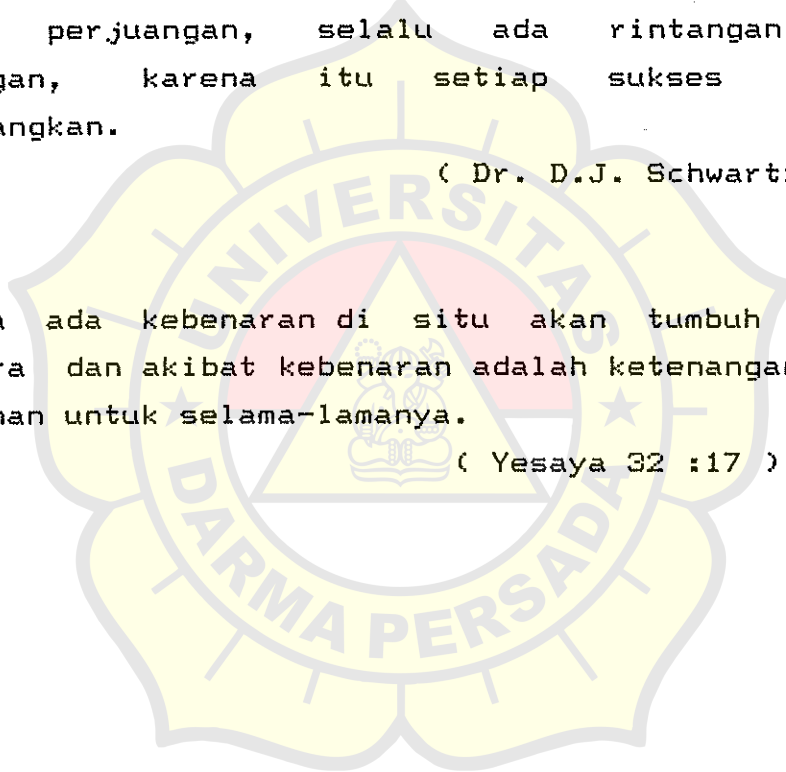 perjuangan, selalu ada rintangan
gan, karena itu setiap sukses
angkan.
( Dr. D.J. Schwart
UNIVERSITAS
a ada kebenaran di situ akan tumbuh
ra dan akibat kebenaran adalah ketenangan
nan untuk selama-lamanya.
( Yesaya 32 :17 )
DARMA PERSADA